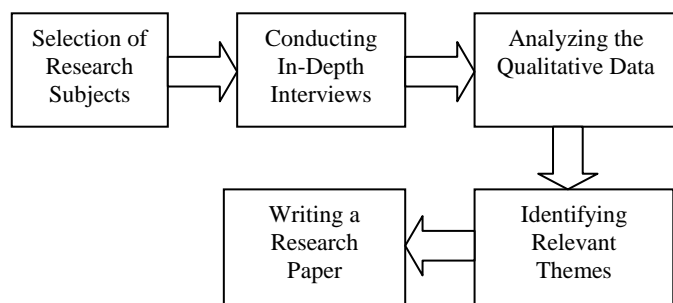 Selection of
Research
Subjects
Conducting
In-Depth
Interviews
Analyzing the
Qualitative Data
Identifying
Relevant
Themes
Writing a
Research
Paper